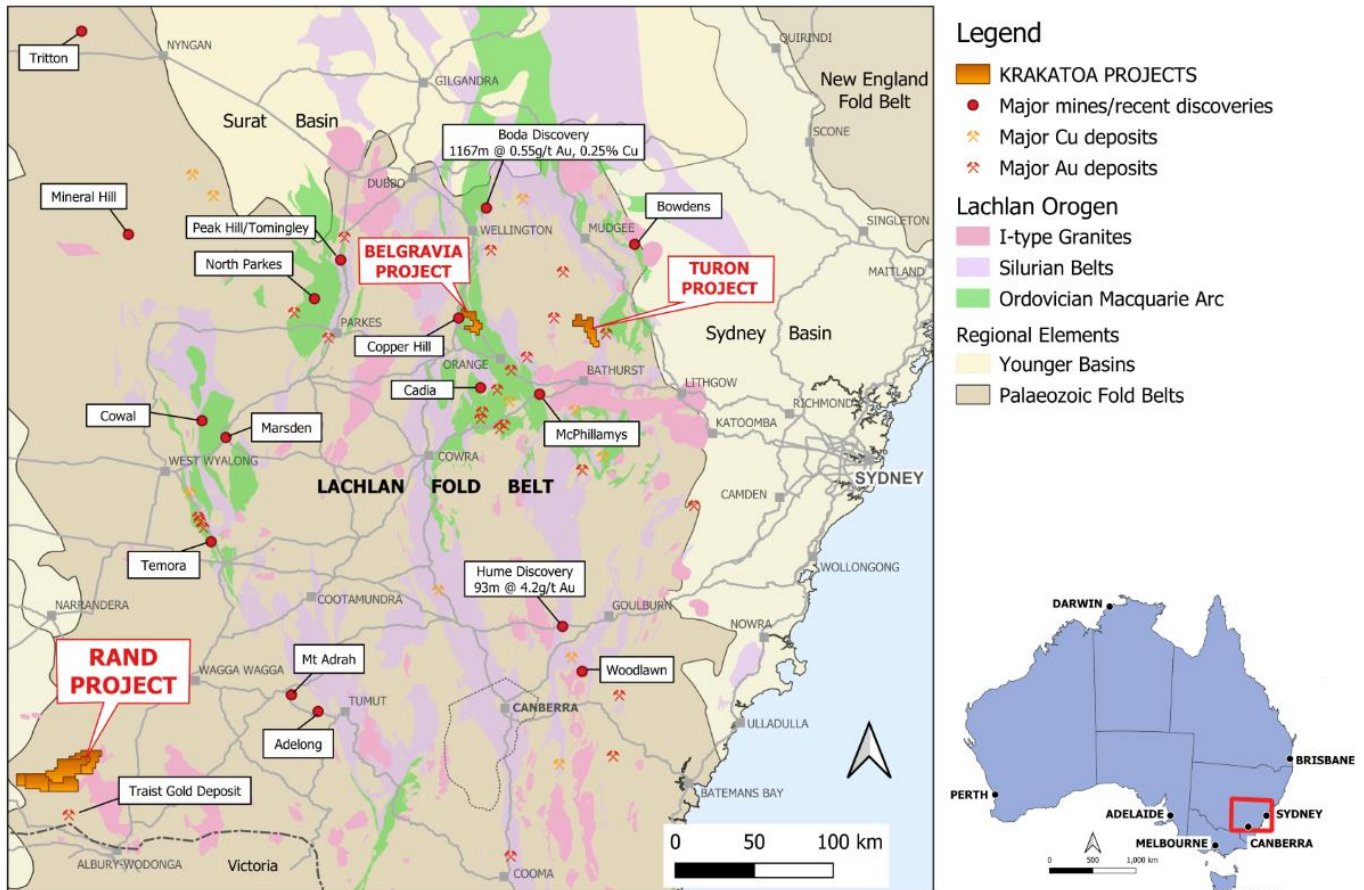 Tritton
NYNGAN
GILGANDRA
QUIRINDI
New England
Fold Belt
SCONE
Surat Basin
Boda Discovery
1167m @ 0.55g/t Au, 0.25% Cu
DUBBO
Mineral Hill
Peak Hill/Tomingley
WELLINGTON
MUDGEE
Bowdens
SINGLETON
MAITLAND
North Parkes
BELGRAVIA
PROJECT
TURON
PROJECT
PARKES
Copper Hill
Sydney Basin
ORANGE
BATHURST
LITHGOW
Cadia
RICHMOND
Cowal
Marsden
McPhillamys
KATOOMBA
WEST WYALONG
COWRA
SYDNEY
LACHLAN FOLD BELT
CAMDEN
Temora
Hume Discovery
93m @ 4.2g/t Au
WOLLONGONG
NARRANDERA
COOTAMUNDRA
GOULBURN
NOWRA
RAND
PROJECT
WAGGA WAGGA
Mt Adrah
Woodlawn
TUMUT
CANBERRA
ULLADULLA
Adelong
Traist Gold Deposit
BATEMANS BAY
ALBURY-WODONGA
Victoria
COOMA
0 50 100 km
Legend
KRAKATOA PROJECTS
Major mines/recent discoveries
Major Cu deposits
Major Au deposits
Lachlan Orogen
I-type Granites
Silurian Belts
Ordovician Macquarie Arc
Regional Elements
Younger Basins
Palaeozoic Fold Belts
DARWIN
BRISBANE
PERTH
ADELAIDE
SYDNEY
MELBOURNE
CANBERRA
0 500 1,000 km